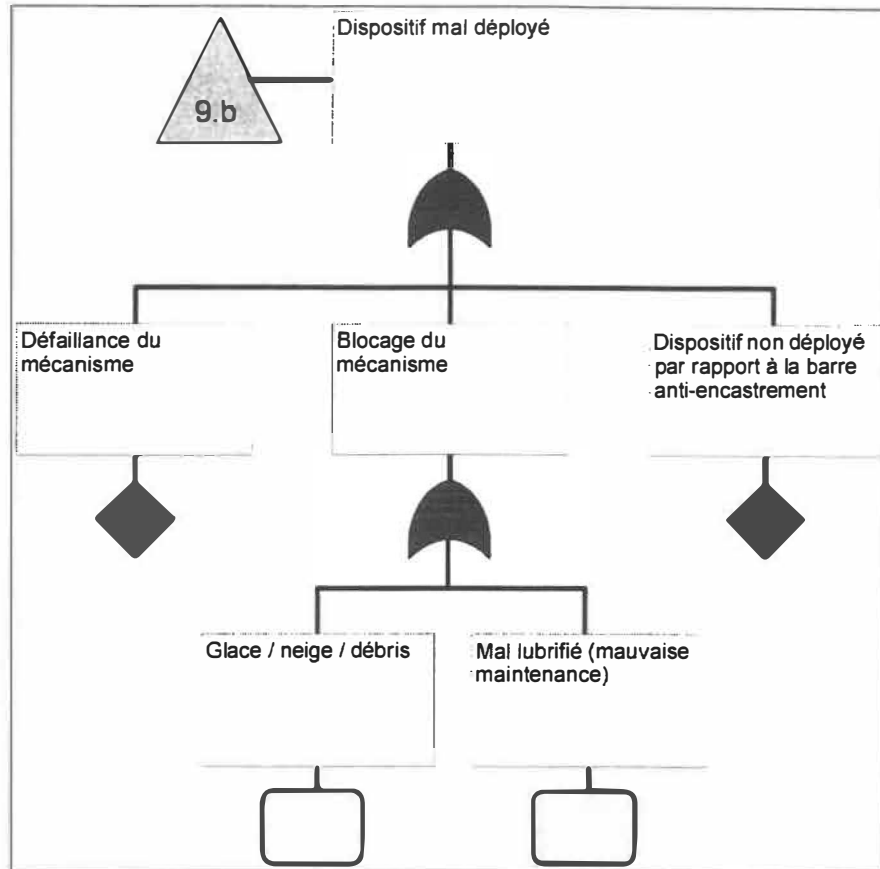 Dispositif mal déployé
9.b
Défaillance du
mécanisme
Blocage du
mécanisme
Dispositif non déployé
par rapport à la barre
anti-encastrement
Glace / neige / débris
Mal lubrifié (mauvaise
maintenance)